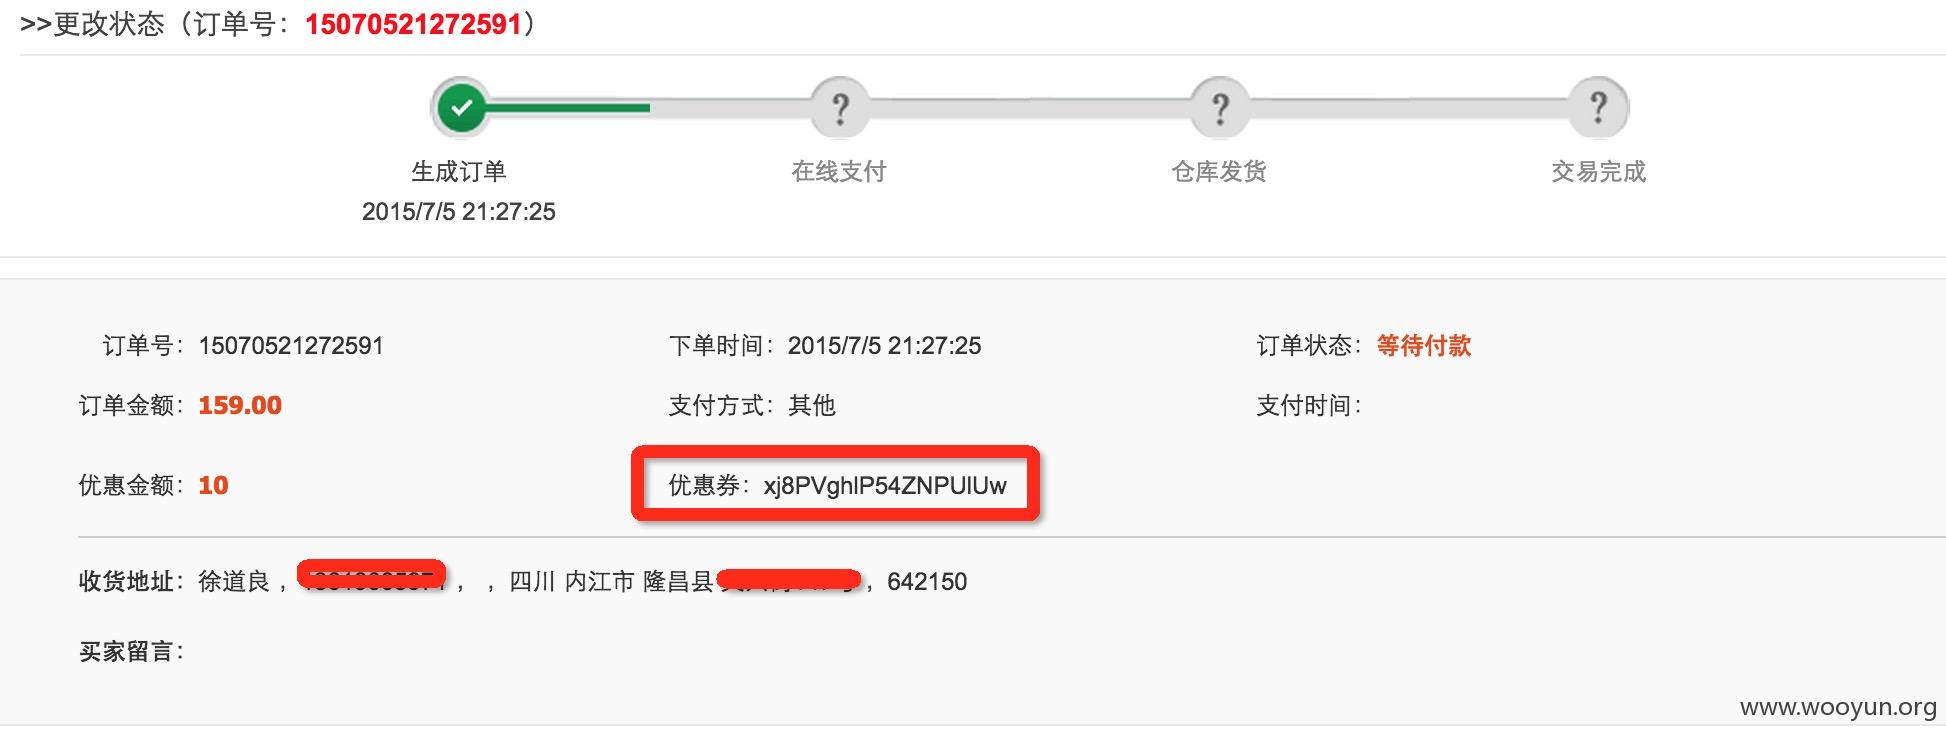 >>更改状态（订单号：15070521272591）
生成订单 在线支付 仓库发货 交易完成
2015/7/5 21:27:25
订单号：15070521272591 下单时间：2015/7/5 21:27:25 订单状态：等待付款
订单金额：159.00 支付方式：其他 支付时间：
优惠金额：10 优惠券：xj8PVghlP54ZNPUlUw
收货地址：徐道良， ， ，四川 内江市 隆昌县 ，642150
买家留言：
www.wooyun.org